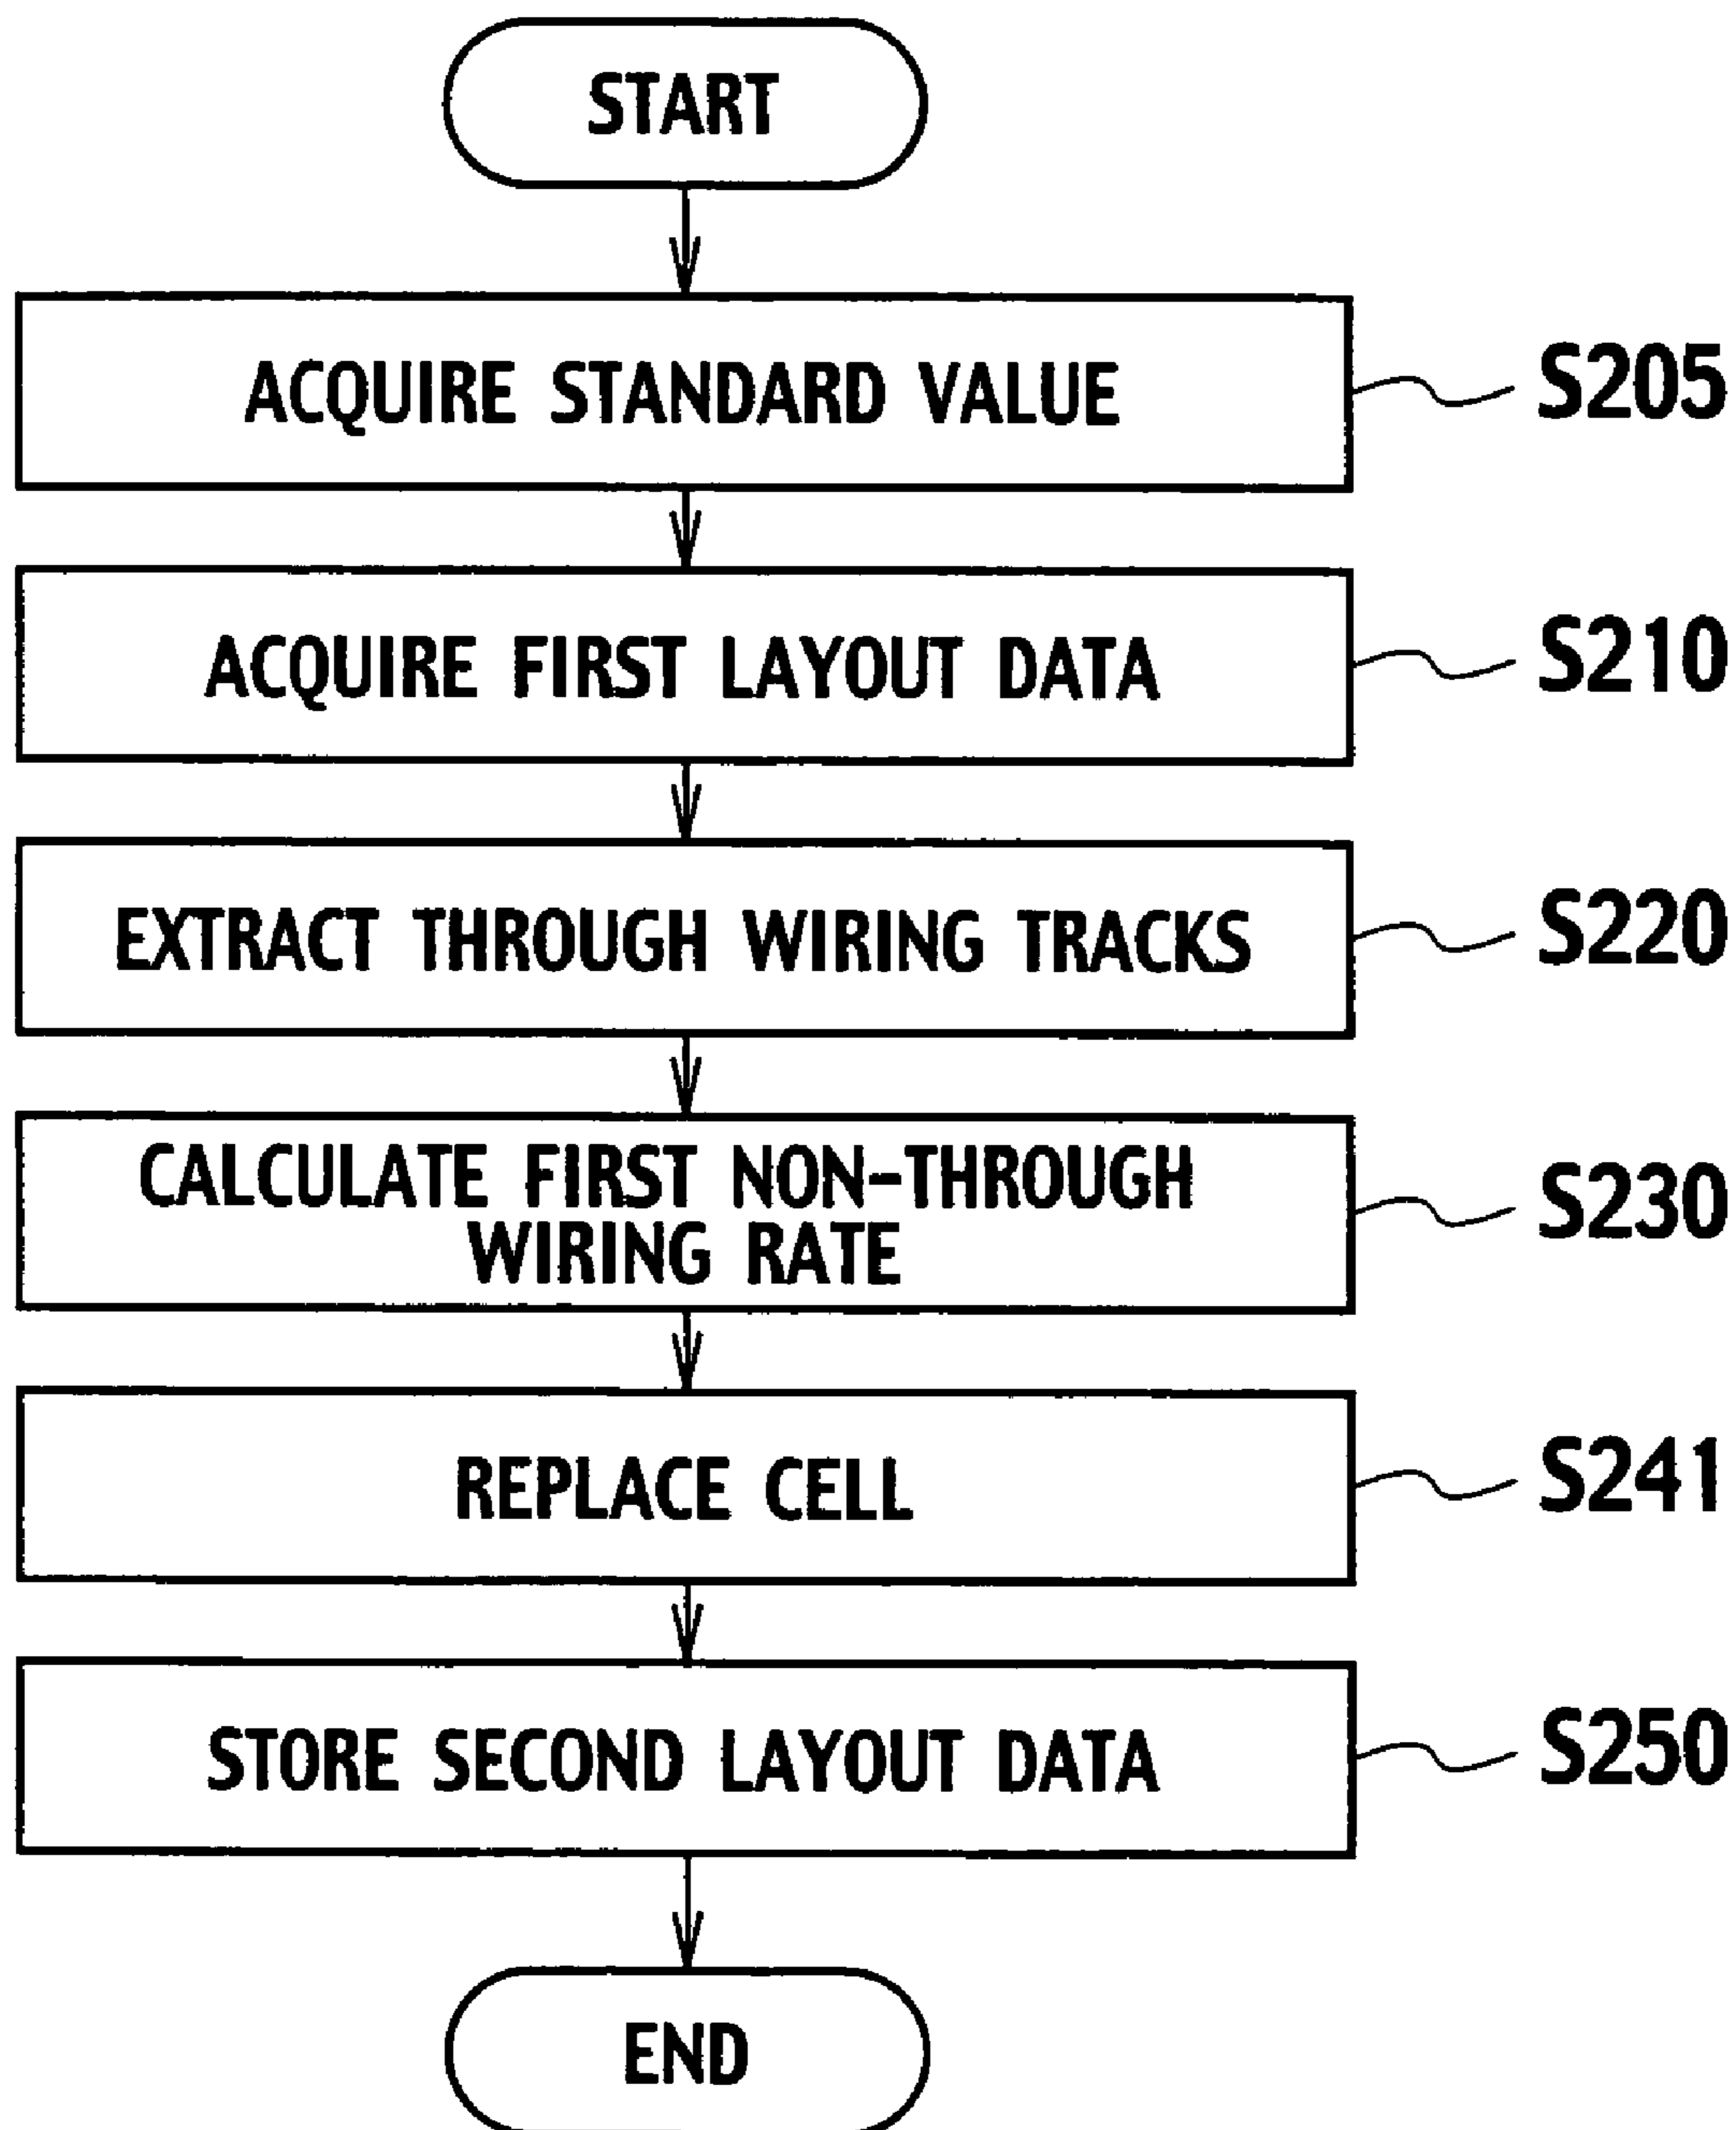 START
ACQUIRE STANDARD VALUE
S205
ACQUIRE FIRST LAYOUT DATA
S210
EXTRACT THROUGH WIRING TRACKS
S220
CALCULATE FIRST NON-THROUGH
WIRING RATE
S230
REPLACE CELL
S241
STORE SECOND LAYOUT DATA
S250
END